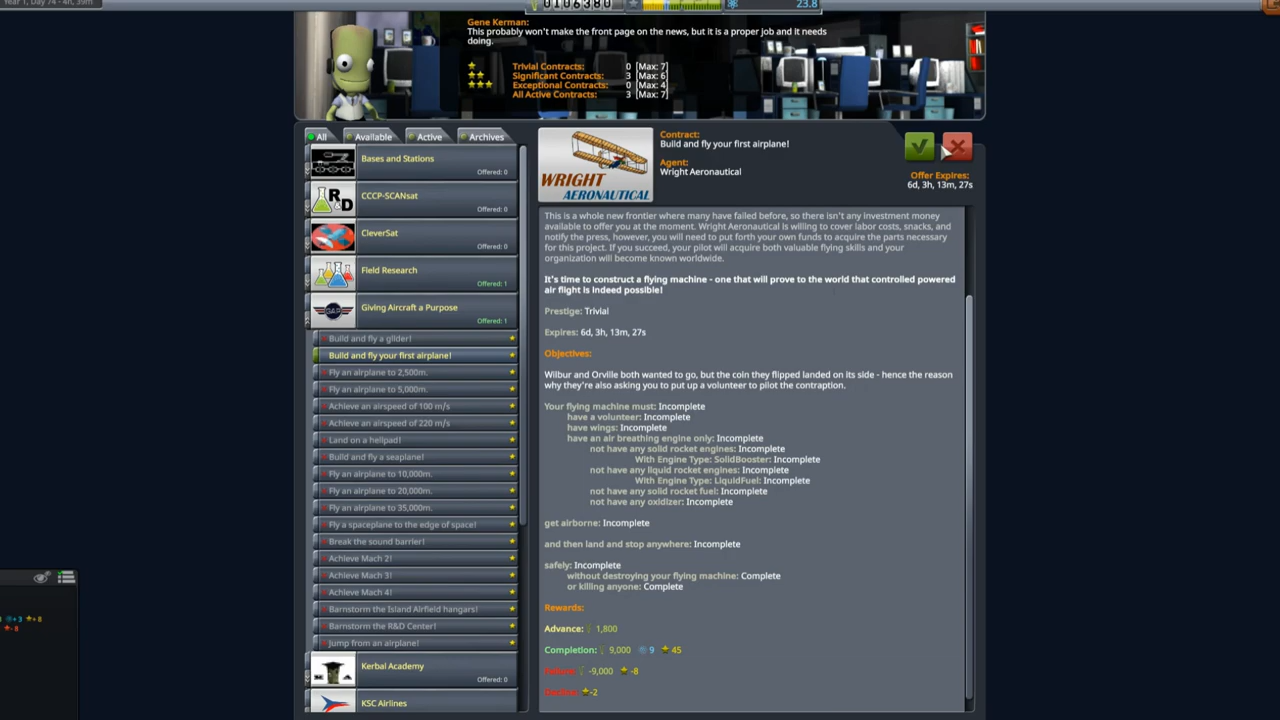 Year 1, Day 74 - 4h, 39m
0106380
23.8
Gene Kerman:
This probably won't make the front page on the news, but it is a proper job and it needs
doing.
Trivial Contracts: 0 [Max: 7]
Significant Contracts: 3 [Max: 6]
Exceptional Contracts: 0 [Max: 4]
All Active Contracts: 3 [Max: 7]
All
Available
Active
Archives
Bases and Stations
Offered: 0
CCCP-SCANsat
Offered: 0
R&D
CleverSat
Offered: 0
Field Research
Offered: 1
Giving Aircraft a Purpose
Offered: 1
GAP
Build and fly a glider!
Build and fly your first airplane!
Fly an airplane to 2,500m.
Fly an airplane to 5,000m.
Achieve an airspeed of 100 m/s
Achieve an airspeed of 220 m/s
Land on a helipad!
Build and fly a seaplane!
Fly an airplane to 10,000m.
Fly an airplane to 20,000m.
Fly an airplane to 35,000m.
Fly a spaceplane to the edge of space!
Break the sound barrier!
Achieve Mach 2!
Achieve Mach 3!
Achieve Mach 4!
Barnstorm the Island Airfield hangars!
Barnstorm the R&D Center!
Jump from an airplane!
Kerbal Academy
Offered: 0
KSC Airlines
WRIGHT
AERONAUTICAL
Contract:
Build and fly your first airplane!
Agent:
Wright Aeronautical
Offer Expires:
6d, 3h, 13m, 27s
This is a whole new frontier where many have failed before, so there isn't any investment money
available to offer you at the moment. Wright Aeronautical is willing to cover labor costs, snacks, and
notify the press, however, you will need to put forth your own funds to acquire the parts necessary
for this project. If you succeed, your pilot will acquire both valuable flying skills and your
organization will become known worldwide.
It's time to construct a flying machine - one that will prove to the world that controlled powered
air flight is indeed possible!
Prestige: Trivial
Expires: 6d, 3h, 13m, 27s
Objectives:
Wilbur and Orville both wanted to go, but the coin they flipped landed on its side - hence the reason
why they're also asking you to put up a volunteer to pilot the contraption.
Your flying machine must: Incomplete
have a volunteer: Incomplete
have wings: Incomplete
have an air breathing engine only: Incomplete
not have any solid rocket engines: Incomplete
With Engine Type: SolidBooster: Incomplete
not have any liquid rocket engines: Incomplete
With Engine Type: LiquidFuel: Incomplete
not have any solid rocket fuel: Incomplete
not have any oxidizer: Incomplete
get airborne: Incomplete
and then land and stop anywhere: Incomplete
safely: Incomplete
without destroying your flying machine: Complete
or killing anyone: Complete
Rewards:
Advance: 1,800
Completion: 9,000 9 45
Failure: -9,000 -8
Decline: -2
+3 +8
-8